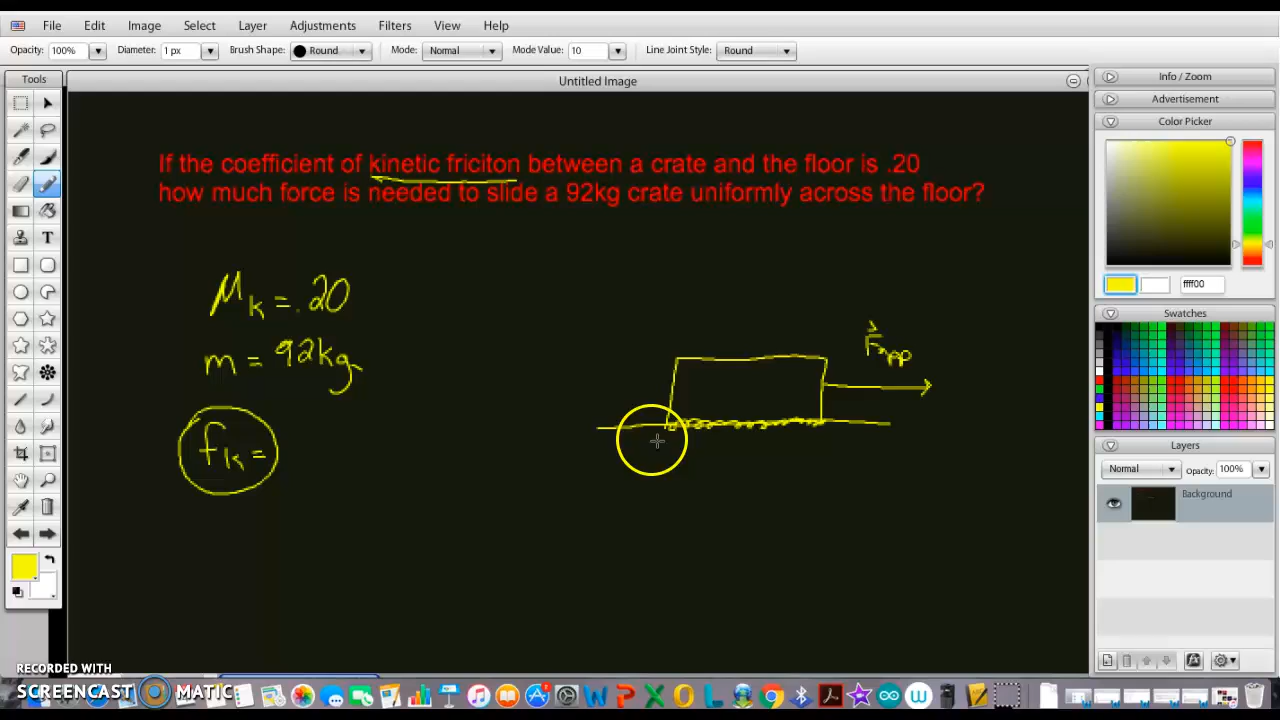 File Edit Image Select Layer Adjustments Filters View Help
Opacity: 100% Diameter: 1 px Brush Shape: Round Mode: Normal Mode Value: 10 Line Joint Style: Round
Tools
Untitled Image
Info / Zoom
Advertisement
Color Picker
If the coefficient of kinetic friciton between a crate and the floor is .20
how much force is needed to slide a 92kg crate uniformly across the floor?
ffff00
Swatches
μk = .20
m = 92kg
fk =
Fapp
Layers
Normal Opacity: 100%
Background
RECORDED WITH
SCREENCAST MATIC